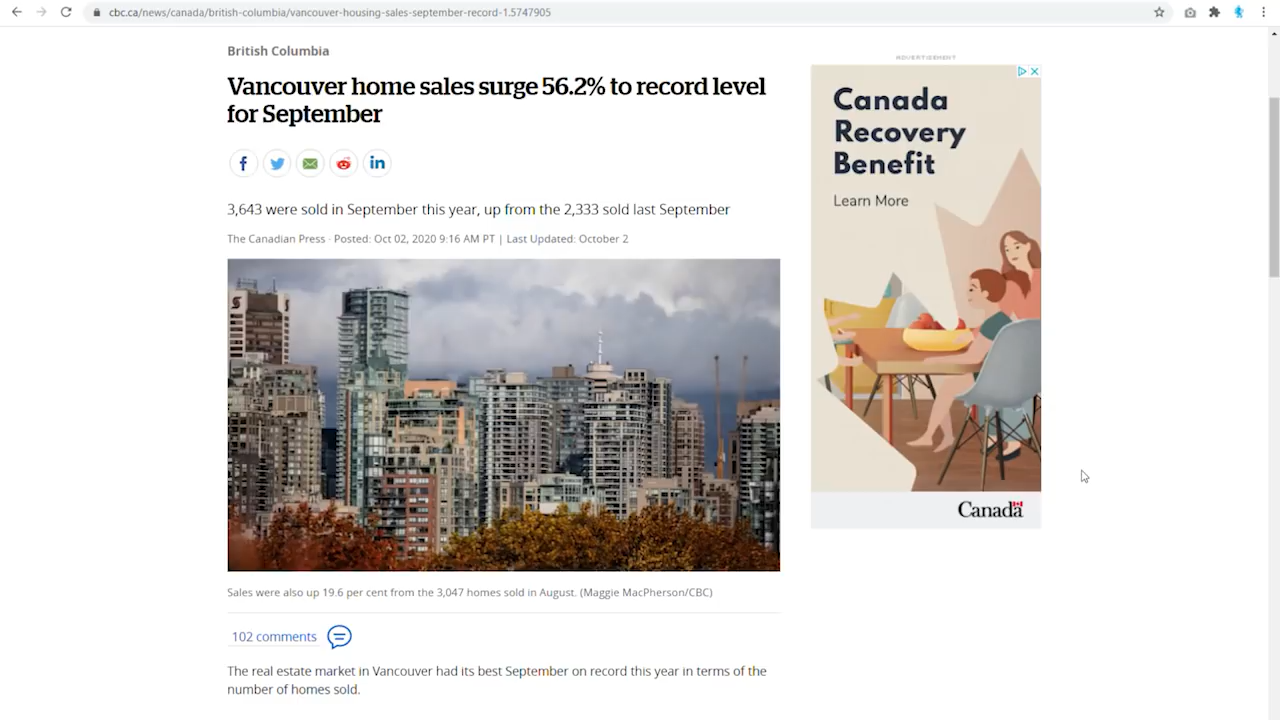 cbc.ca/news/canada/british-columbia/vancouver-housing-sales-september-record-1.5747905
British Columbia
Vancouver home sales surge 56.2% to record level
for September
3,643 were sold in September this year, up from the 2,333 sold last September
The Canadian Press · Posted: Oct 02, 2020 9:16 AM PT | Last Updated: October 2
Sales were also up 19.6 per cent from the 3,047 homes sold in August. (Maggie MacPherson/CBC)
102 comments
The real estate market in Vancouver had its best September on record this year in terms of the
number of homes sold.
ADVERTISEMENT
Canada
Recovery
Benefit
Learn More
Canada